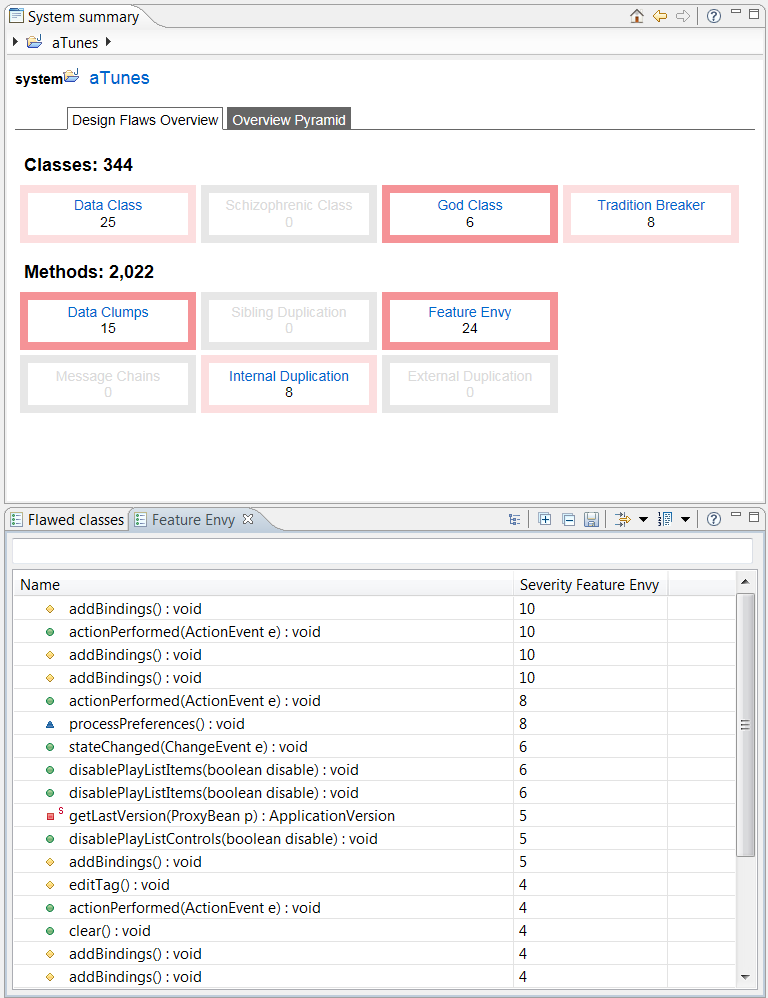 System summary
aTunes
system aTunes
Design Flaws Overview Overview Pyramid
Classes: 344
Data Class Schizophrenic Class God Class Tradition Breaker
25 0 6 8
Methods: 2,022
Data Clumps Sibling Duplication Feature Envy
15 0 24
Message Chains Internal Duplication External Duplication
0 8 0
Flawed classes Feature Envy
Name Severity Feature Envy
addBindings() : void 10
actionPerformed(ActionEvent e) : void 10
addBindings() : void 10
addBindings() : void 10
actionPerformed(ActionEvent e) : void 8
processPreferences() : void 8
stateChanged(ChangeEvent e) : void 6
disablePlayListItems(boolean disable) : void 6
disablePlayListItems(boolean disable) : void 6
S getLastVersion(ProxyBean p) : ApplicationVersion 5
disablePlayListControls(boolean disable) : void 5
addBindings() : void 5
editTag() : void 4
actionPerformed(ActionEvent e) : void 4
clear() : void 4
addBindings() : void 4
addBindings() : void 4